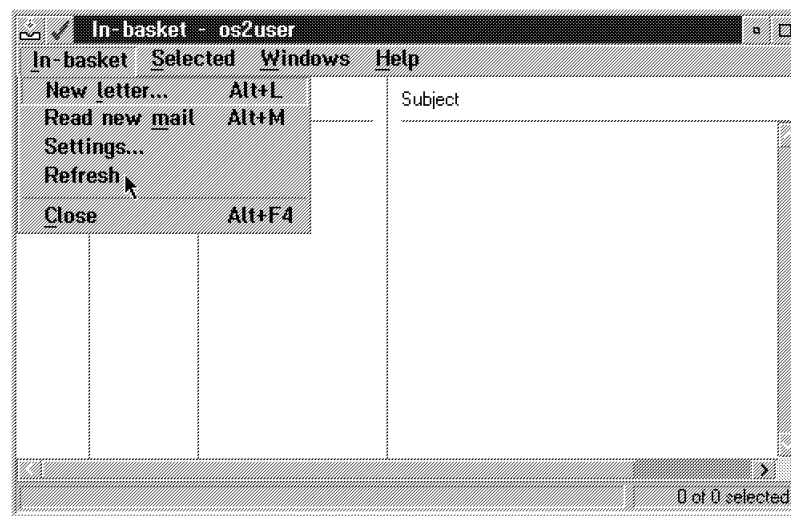 In-basket - os2user
In-basket Selected Windows Help
New letter... Alt+L
Read new mail Alt+M
Settings...
Refresh
Close Alt+F4
Subject
0 of 0 selected